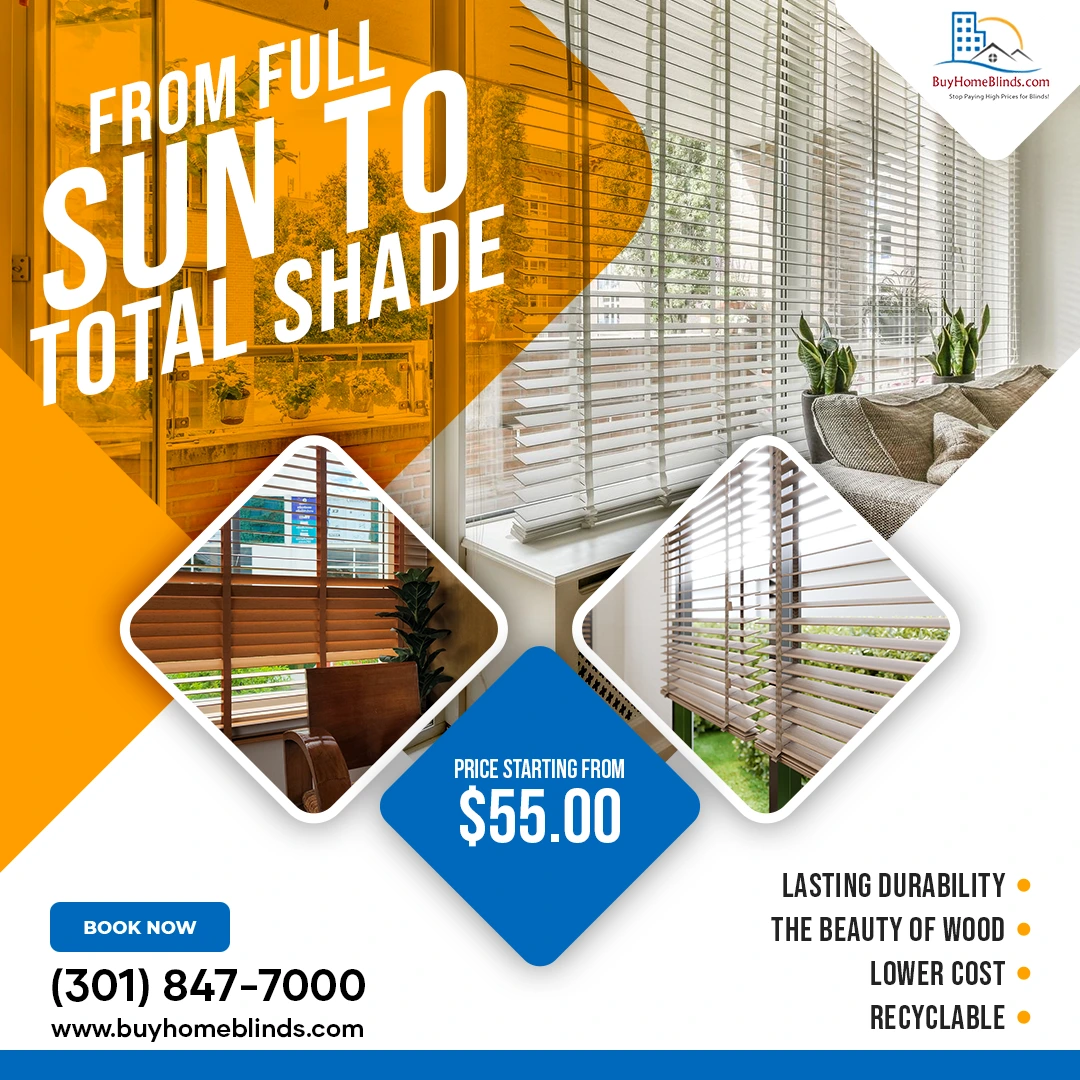 FROM FULL
SUN TO
TOTAL SHADE
BuyHomeBlinds.com
Stop Paying High Prices for Blinds!
PRICE STARTING FROM
$55.00
LASTING DURABILITY
THE BEAUTY OF WOOD
LOWER COST
RECYCLABLE
BOOK NOW
(301) 847-7000
www.buyhomeblinds.com